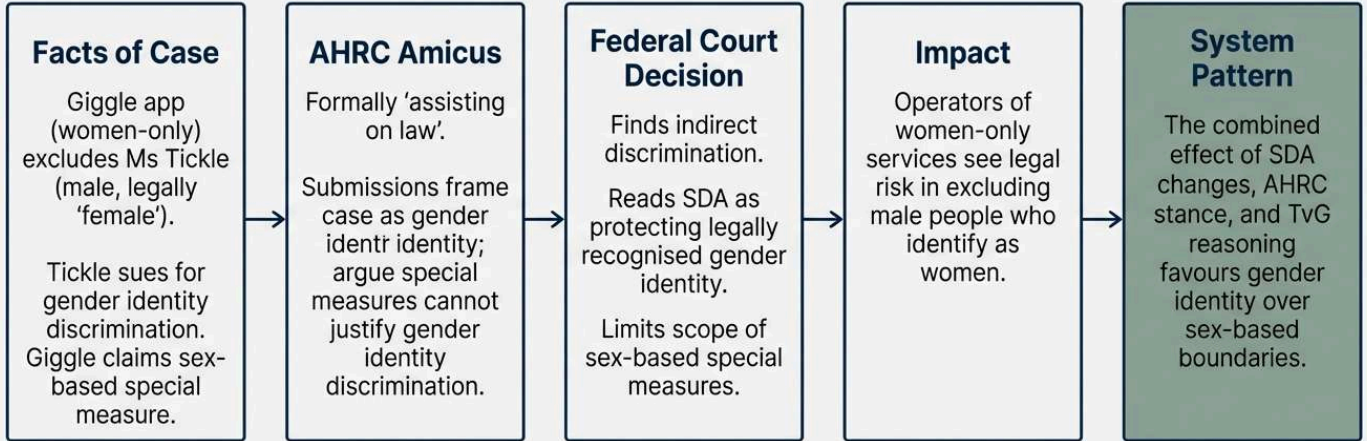 Facts of Case
Giggle app
(women-only)
excludes Ms Tickle
(male, legally
‘female‘).
Tickle sues for
gender identity
discrimination.
Giggle claims sex-
based special
measure.
AHRC Amicus
Formally ‘assisting
on law’.
Submissions frame
case as gender
identr identity;
argue special
measures cannot
justify gender
identity
discrimination.
Federal Court
Decision
Finds indirect
discrimination.
Reads SDA as
protecting legally
recognised gender
identity.
Limits scope of
sex-based special
measures.
Impact
Operators of
women-only
services see legal
risk in excluding
male people who
identify as
women.
System
Pattern
The combined
effect of SDA
changes, AHRC
stance, and TvG
reasoning
favours gender
identity over
sex-based
boundaries.